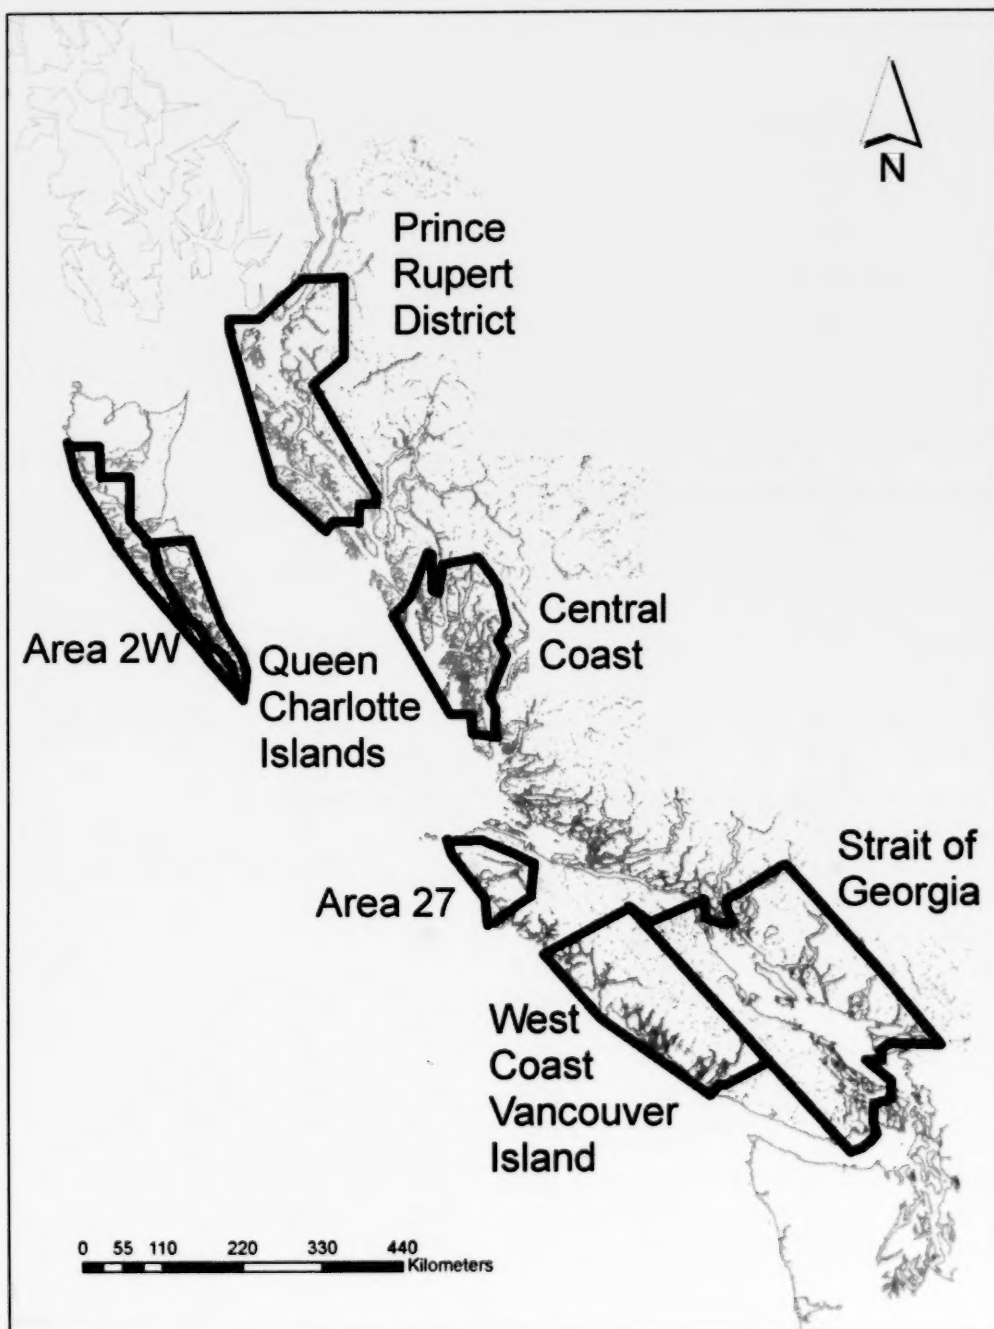 N
Prince
Rupert
District
Central
Coast
Area 2W
Queen
Charlotte
Islands
Strait of
Georgia
Area 27
West
Coast
Vancouver
Island
0 55 110 220 330 440
Kilometers